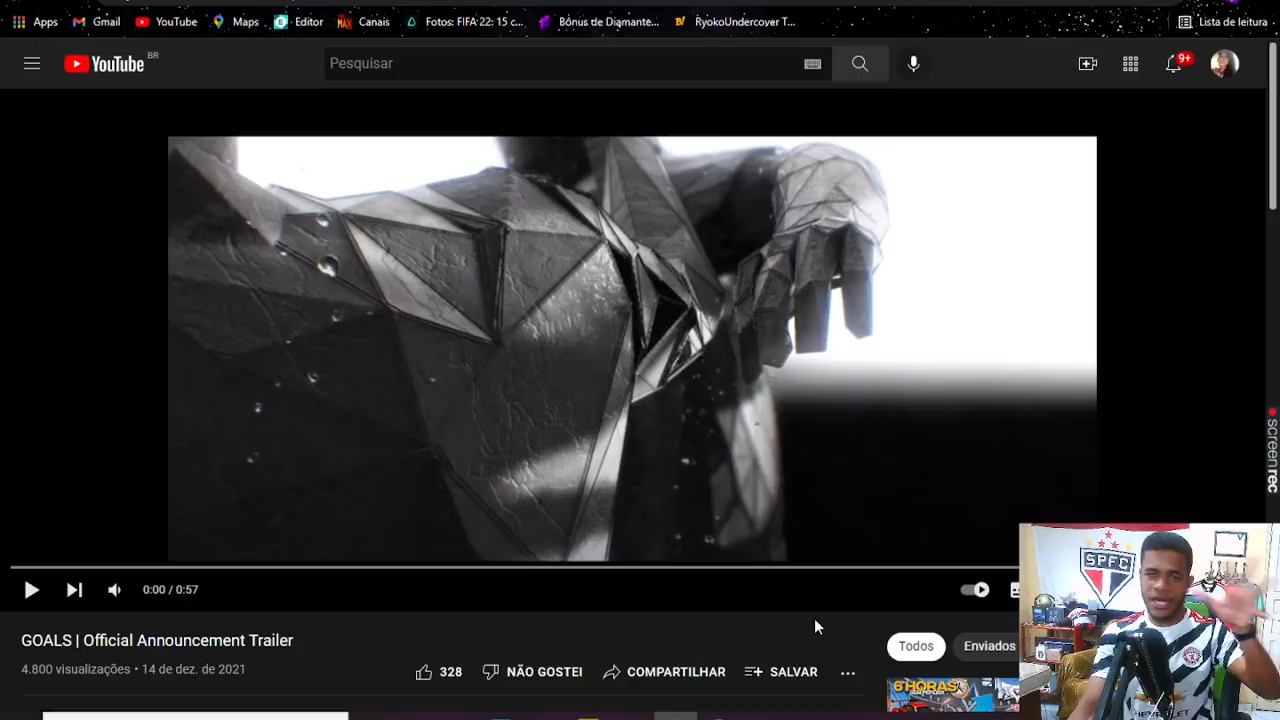 Apps Gmail YouTube Maps Editor Canais Fotos: FIFA 22: 15 c... Bônus de Diamante... RyokoUndercover T... Lista de leitura
YouTube BR
Pesquisar
9+
screenrec
SPFC
0:00 / 0:57
GOALS | Official Announcement Trailer
4.800 visualizações • 14 de dez. de 2021
328 NÃO GOSTEI COMPARTILHAR SALVAR
Todos Enviados
6 HORAS